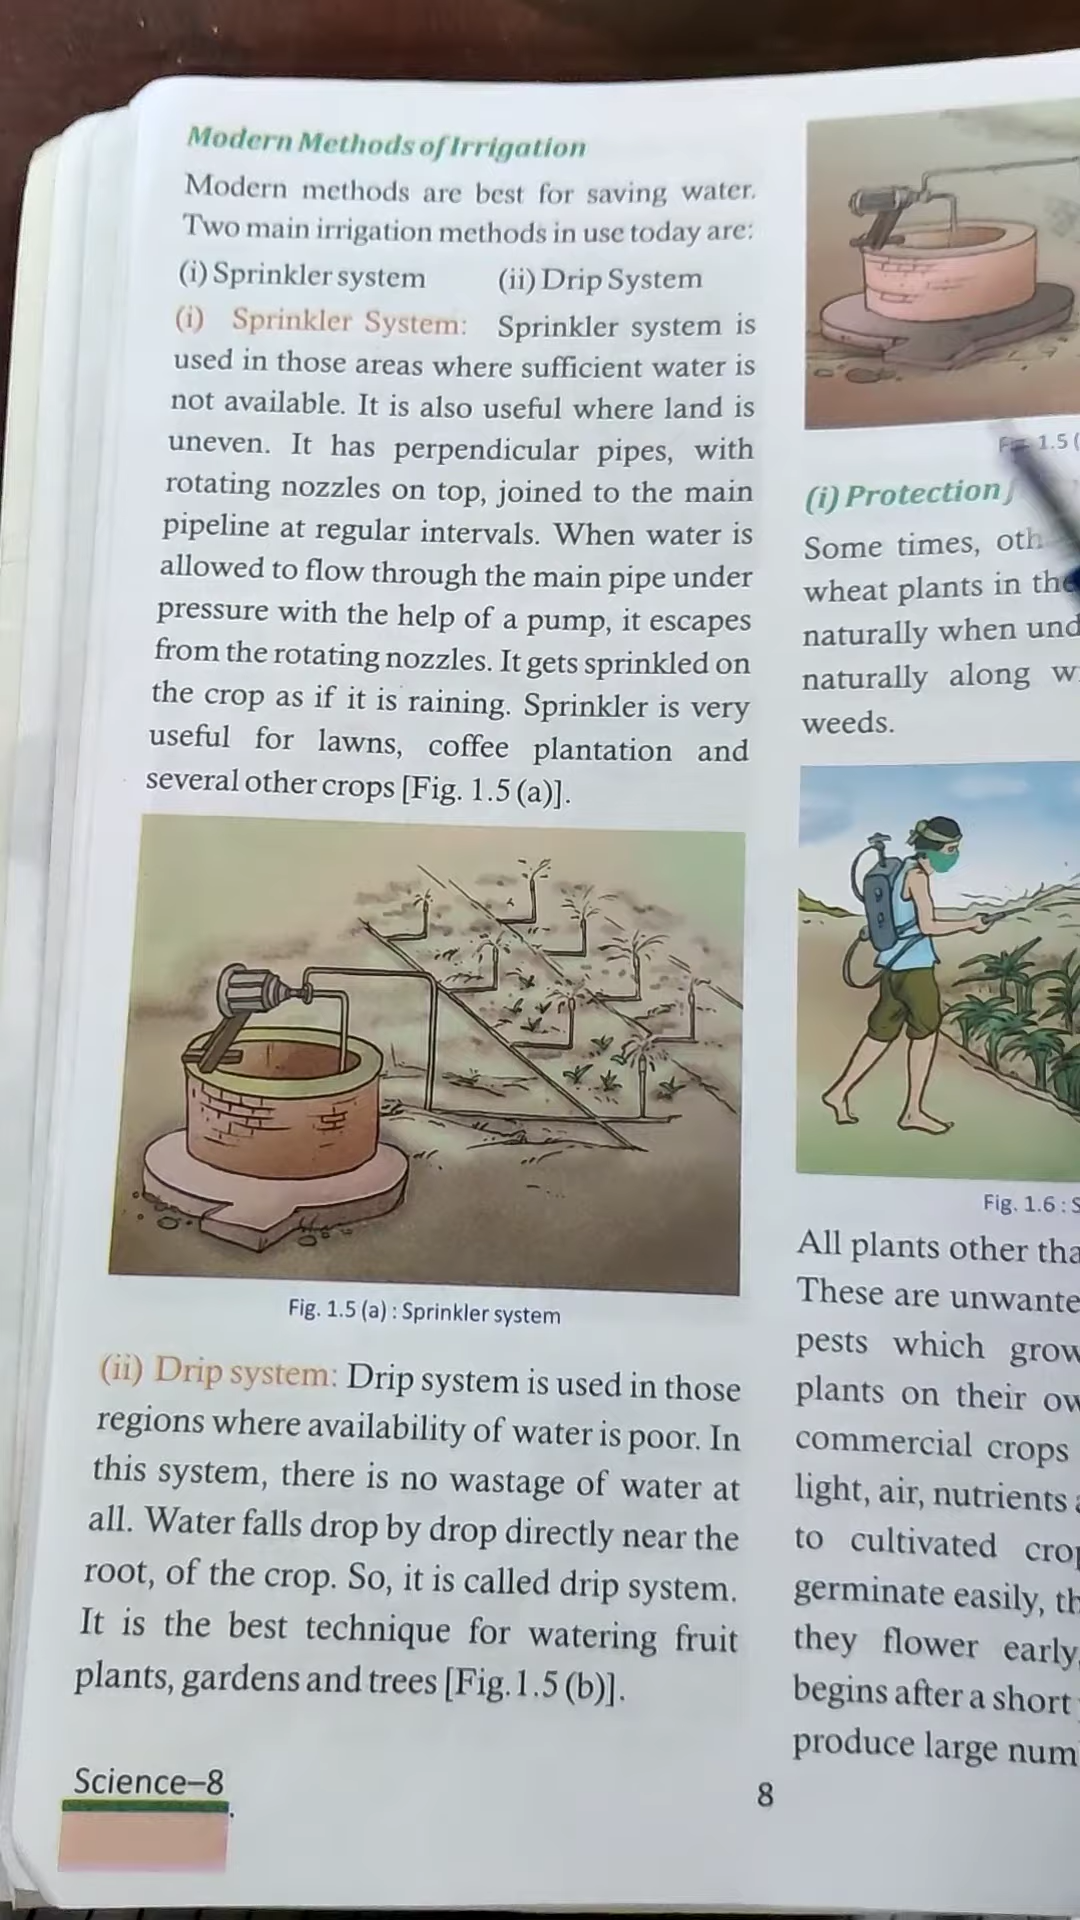 Modern Methods of Irrigation
Modern methods are best for saving water.
Two main irrigation methods in use today are:
(i) Sprinkler system (ii) Drip System
(i) Sprinkler System: Sprinkler system is
used in those areas where sufficient water is
not available. It is also useful where land is
uneven. It has perpendicular pipes, with
rotating nozzles on top, joined to the main
pipeline at regular intervals. When water is
allowed to flow through the main pipe under
pressure with the help of a pump, it escapes
from the rotating nozzles. It gets sprinkled on
the crop as if it is raining. Sprinkler is very
useful for lawns, coffee plantation and
several other crops [Fig. 1.5 (a)].
Fig. 1.5 (a) : Sprinkler system
(ii) Drip system: Drip system is used in those
regions where availability of water is poor. In
this system, there is no wastage of water at
all. Water falls drop by drop directly near the
root, of the crop. So, it is called drip system.
It is the best technique for watering fruit
plants, gardens and trees [Fig.1.5 (b)].
Science–8
8
1.5 (
(i) Protection
Some times,
wheat plants in
naturally when
naturally along
weeds.
Fig. 1.6 :
All plants other
These are
pests which
plants on their
commercial crops
light, air, nutrients
to cultivated
germinate easily,
they flower early,
begins after a short
produce large